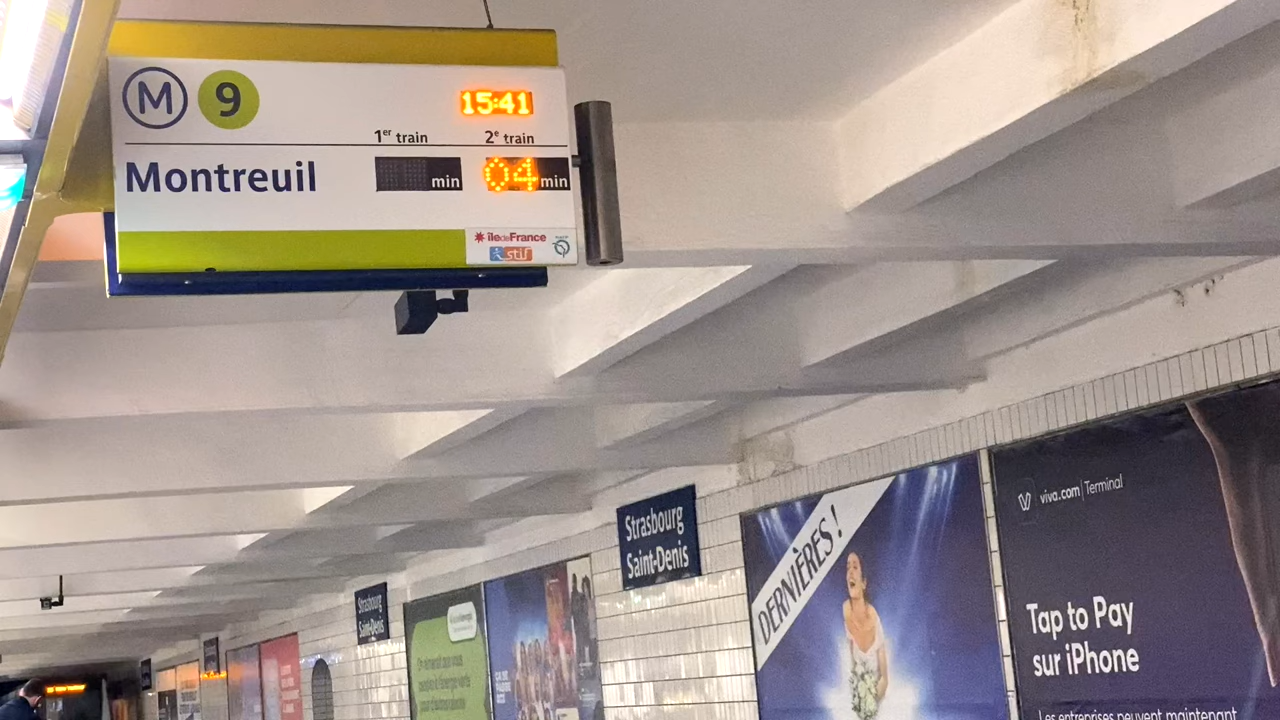 M 9
15:41
1er train 2e train
Montreuil
min 04 min
îledeFrance
stif
Strasbourg
Saint-Denis
Strasbourg
Saint-Denis
DERNIÈRES !
viva.com | Terminal
Tap to Pay
sur iPhone
Les entreprises peuvent maintenant